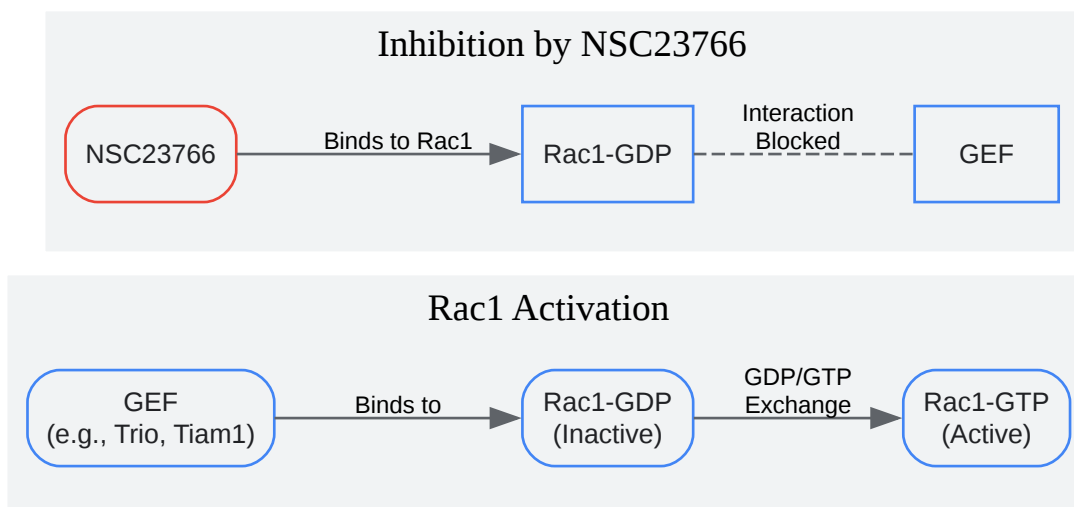 Inhibition by NSC23766
NSC23766
Binds to Rac1
Rac1-GDP
Interaction
Blocked
GEF
Rac1 Activation
GEF
(e.g., Trio, Tiam1)
Binds to
Rac1-GDP
(Inactive)
GDP/GTP
Exchange
Rac1-GTP
(Active)